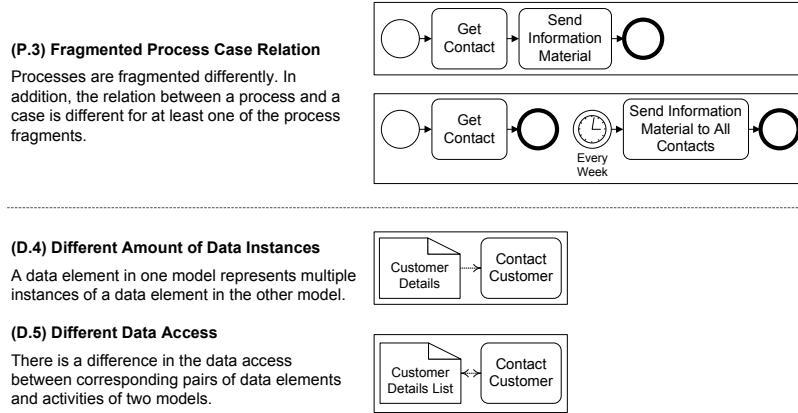 (P.3) Fragmented Process Case Relation
Processes are fragmented differently. In
addition, the relation between a process and a
case is different for at least one of the process
fragments.
Get
Contact
Send
Information
Material
Get
Contact
Every
Week
Send Information
Material to All
Contacts
(D.4) Different Amount of Data Instances
A data element in one model represents multiple
instances of a data element in the other model.
Customer
Details
Contact
Customer
(D.5) Different Data Access
There is a difference in the data access
between corresponding pairs of data elements
and activities of two models.
Customer
Details List
Contact
Customer